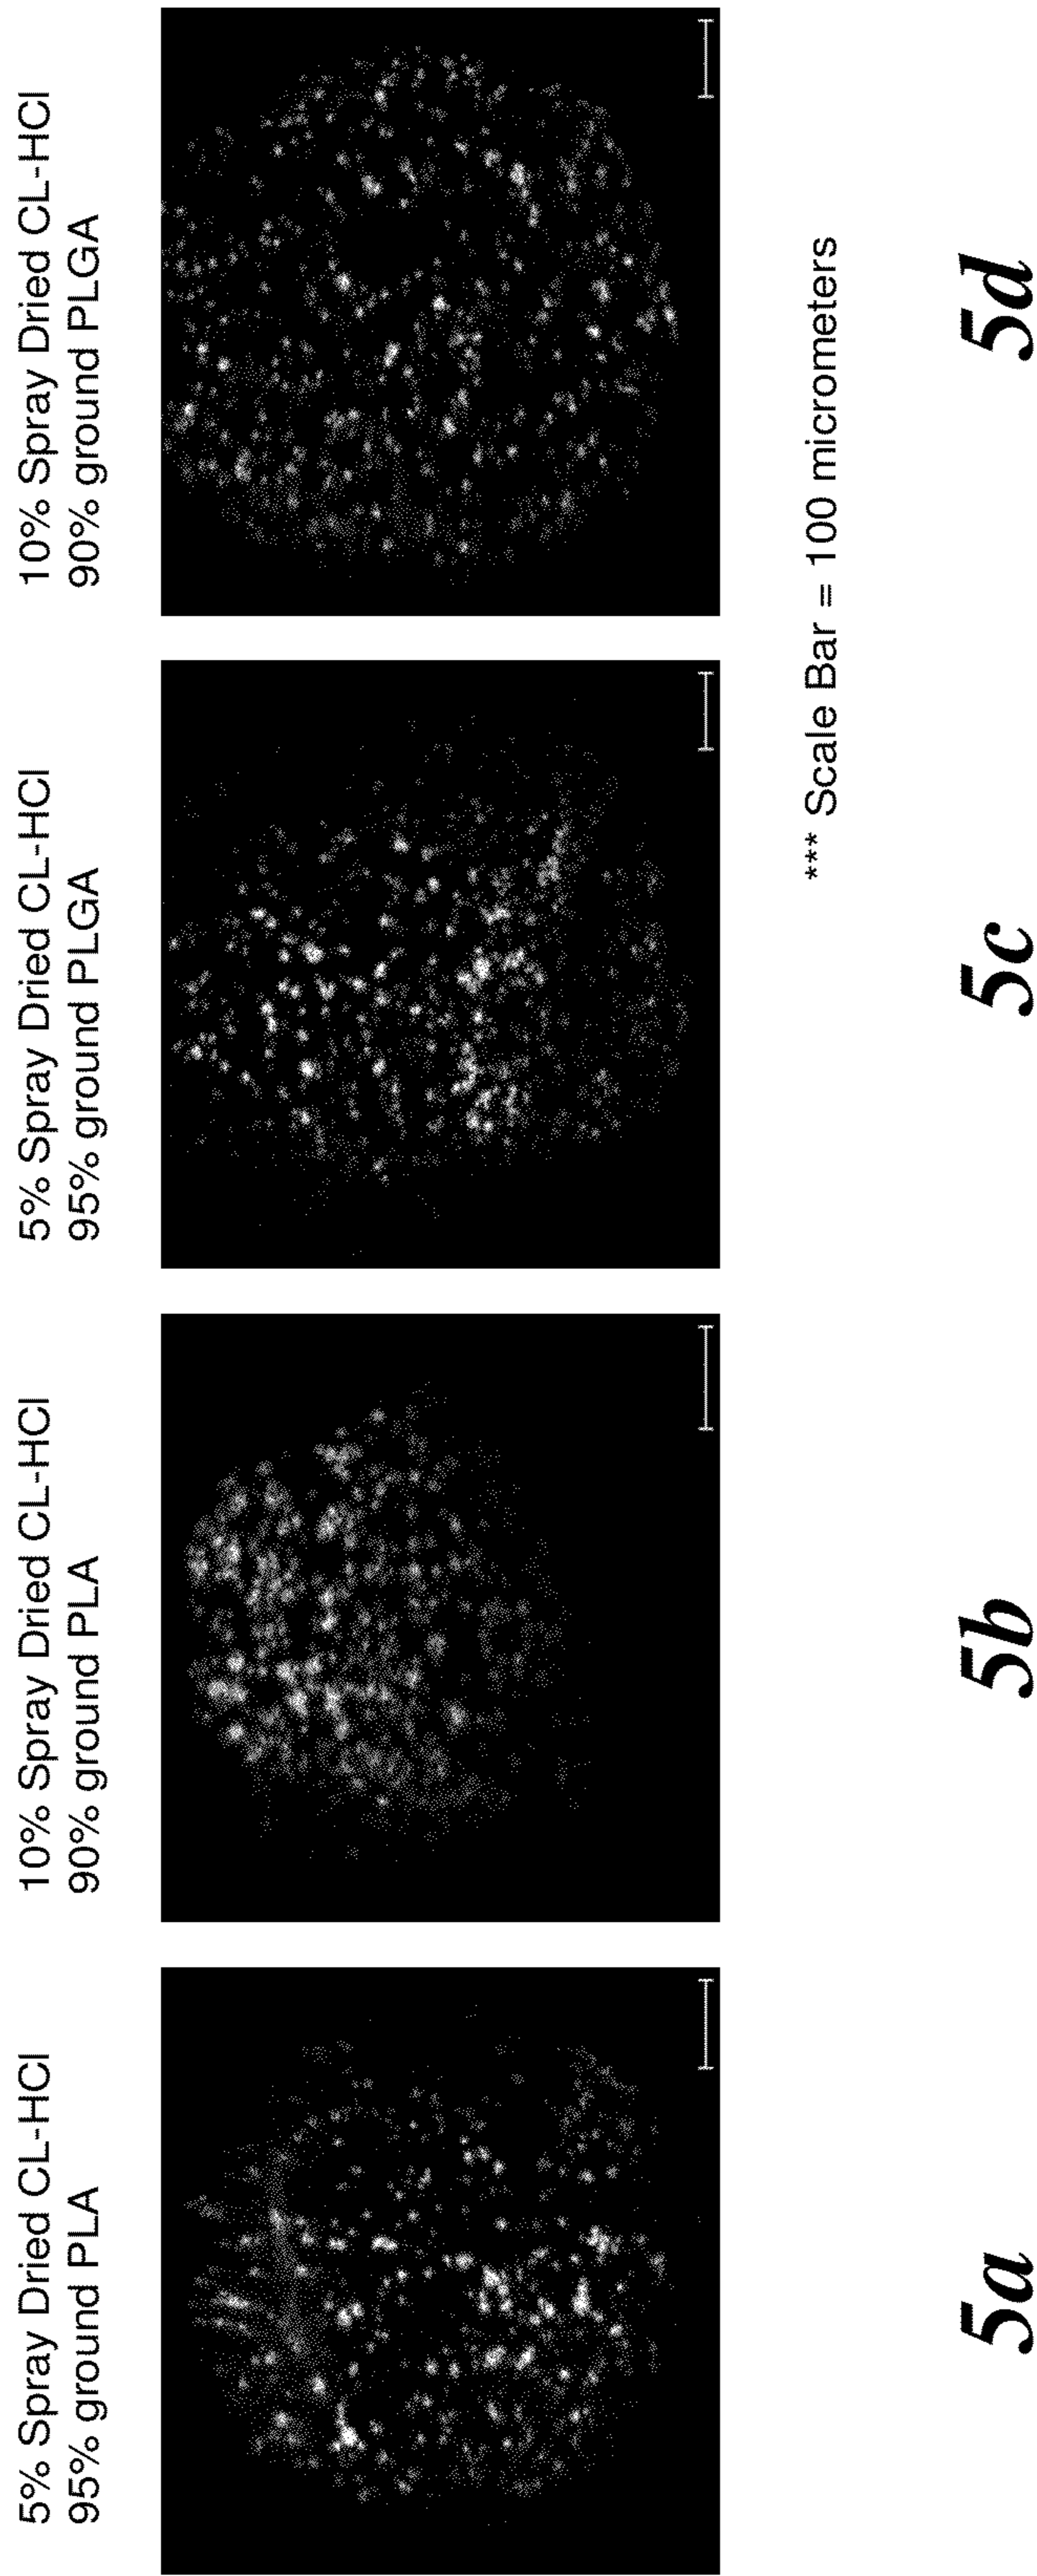 5% Spray Dried CL-HCl
95% ground PLA
10% Spray Dried CL-HCl
90% ground PLA
5% Spray Dried CL-HCl
95% ground PLGA
10% Spray Dried CL-HCl
90% ground PLGA
*** Scale Bar = 100 micrometers
5a
5b
5c
5d